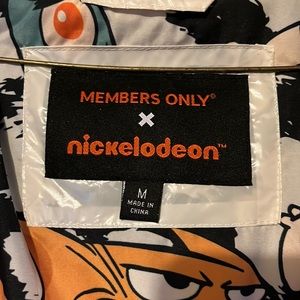 MEMBERS ONLY®
×
nickelodeon™
M
MADE IN
CHINA